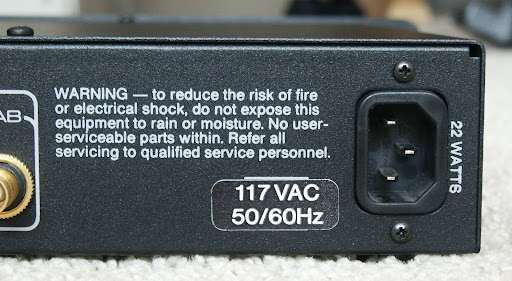 WARNING — to reduce the risk of fire
or electrical shock, do not expose this
equipment to rain or moisture. No user-
serviceable parts within. Refer all
servicing to qualified service personnel.
AB
117 VAC
50/60Hz
22 WATTS